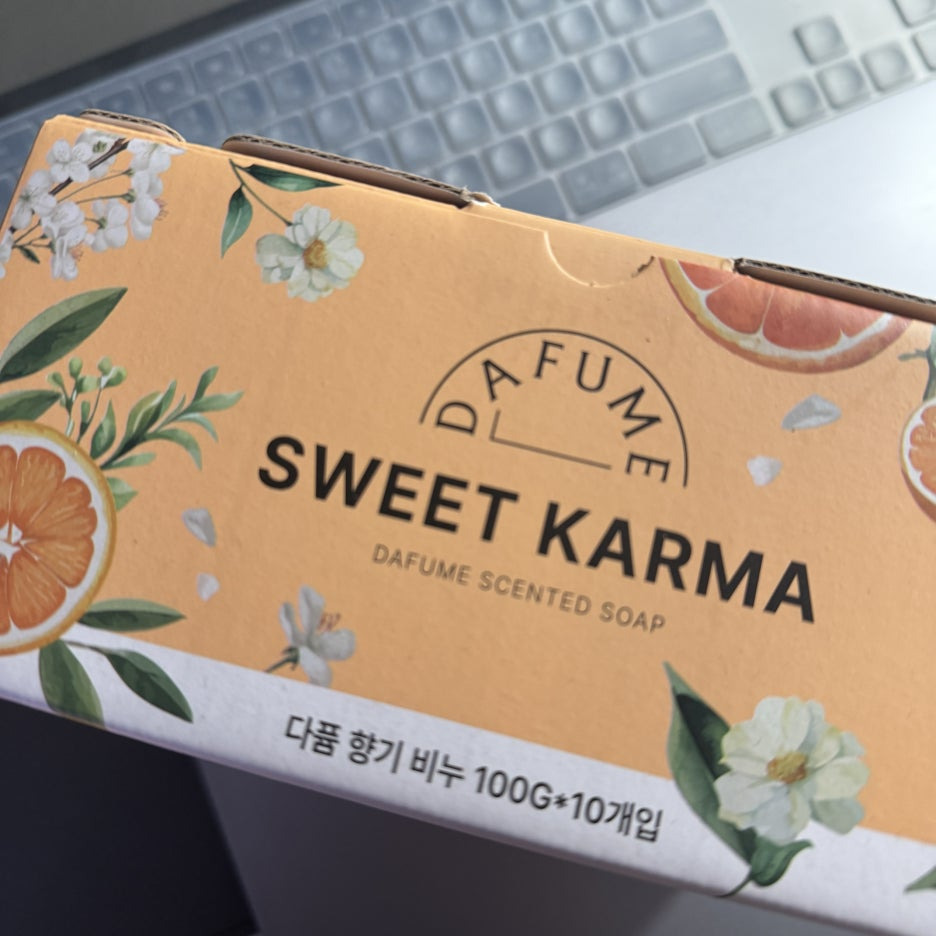 DAFUME
SWEET KARMA
DAFUME SCENTED SOAP
다퓸 향기 비누 100G*10개입